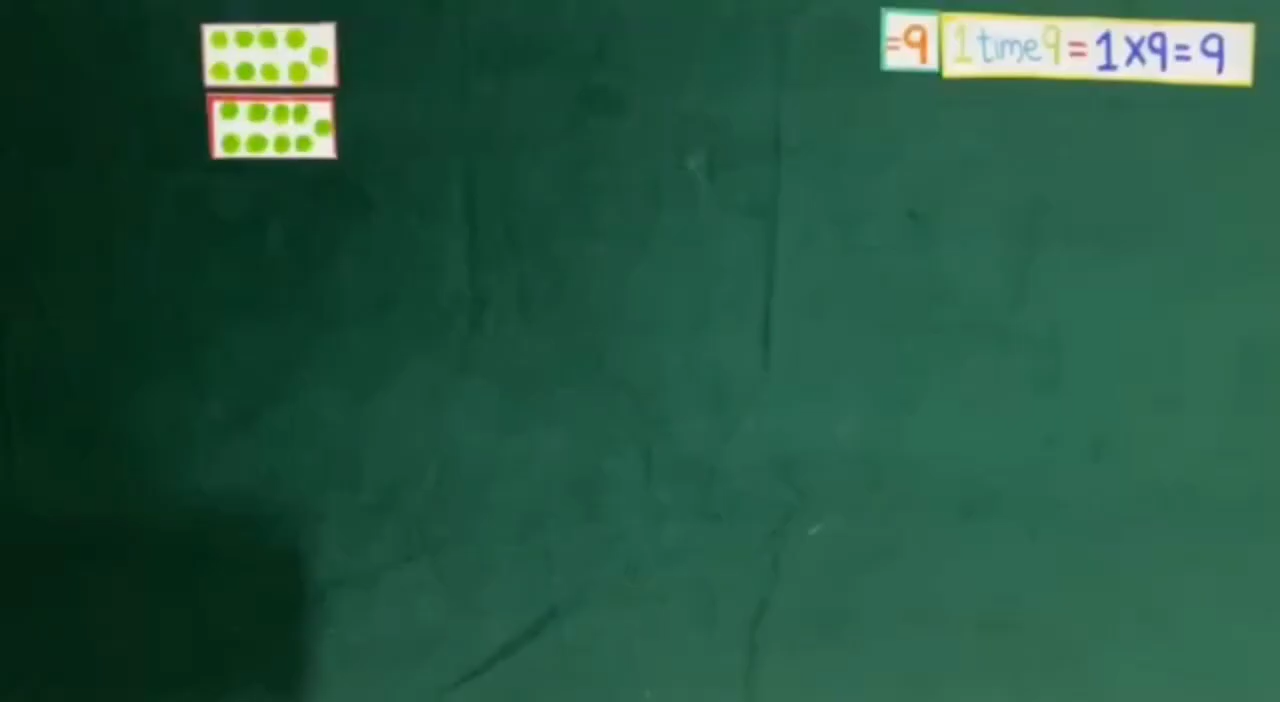 =9 1 time 9 = 1x9 = 9